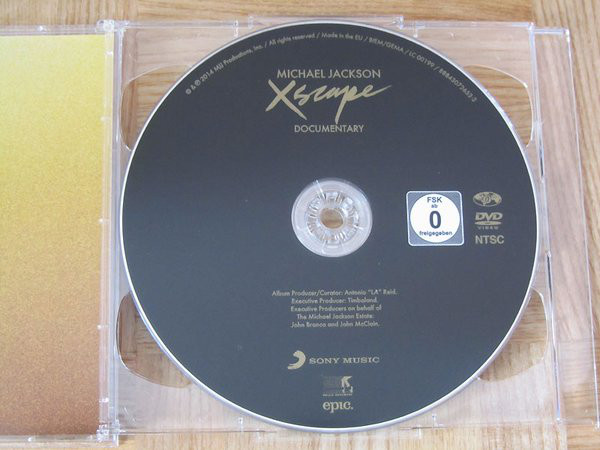 ℗ & © 2014 MJJ Productions, Inc. / All rights reserved / Made in the EU / BIEM/GEMA / LC 00199 / 88843073652-2
MICHAEL JACKSON
Xscape
DOCUMENTARY
FSK
ab
0
freigegeben
DVD
VIDEO
NTSC
Album Producer/Curator: Antonio "LA" Reid.
Executive Producer: Timbaland.
Executive Producers on behalf of
The Michael Jackson Estate:
John Branca and John McClain.
SONY MUSIC
epic.